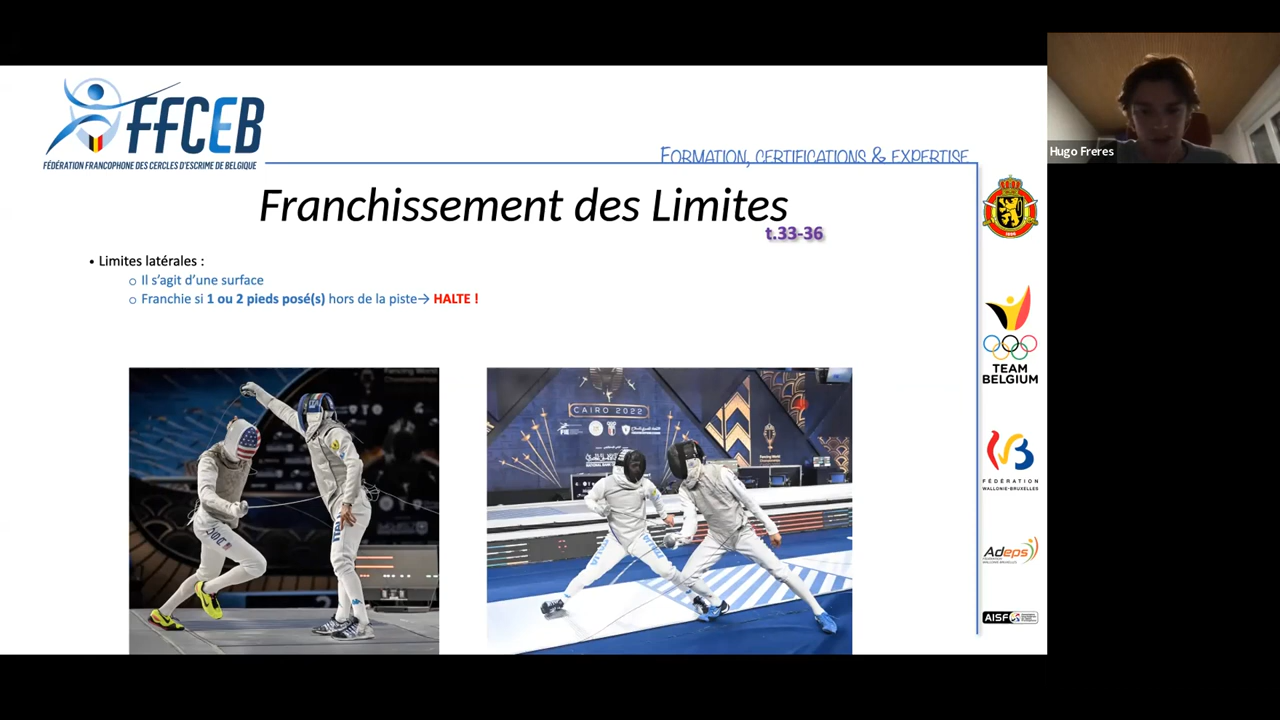 FFCEB
FÉDÉRATION FRANCOPHONE DES CERCLES D'ESCRIME DE BELGIQUE
FORMATION, CERTIFICATIONS & EXPERTISE
Hugo Freres
Franchissement des Limites
t.33-36
• Limites latérales :
o Il s'agit d'une surface
o Franchie si 1 ou 2 pieds posé(s) hors de la piste→ HALTE !
CAIRO 2022
FIE
TEAM
BELGIUM
FÉDÉRATION
WALLONIE-BRUXELLES
Adeps
AISF